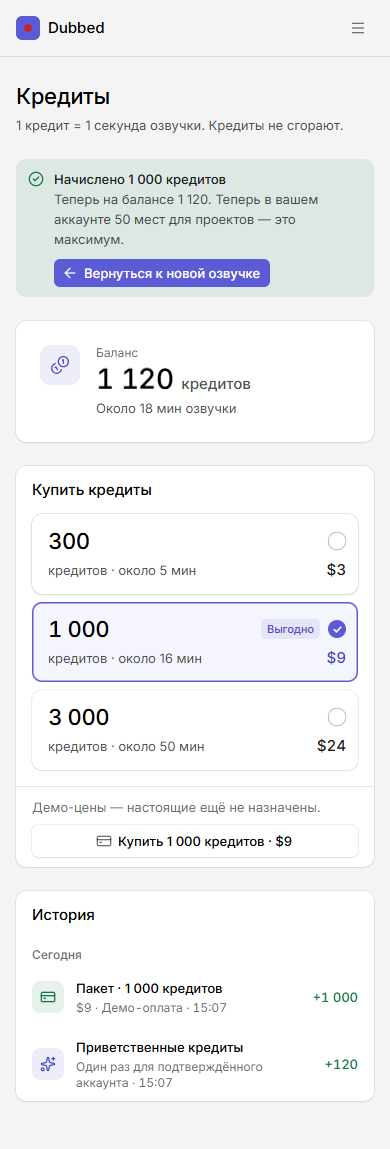 Dubbed
Кредиты
1 кредит = 1 секунда озвучки. Кредиты не сгорают.
Начислено 1 000 кредитов
Теперь на балансе 1 120. Теперь в вашем
аккаунте 50 мест для проектов — это
максимум.
Вернуться к новой озвучке
Баланс
1 120 кредитов
Около 18 мин озвучки
Купить кредиты
300
кредитов · около 5 мин
$3
1 000
Выгодно
кредитов · около 16 мин
$9
3 000
кредитов · около 50 мин
$24
Демо-цены — настоящие ещё не назначены.
Купить 1 000 кредитов · $9
История
Сегодня
Пакет · 1 000 кредитов
$9 · Демо-оплата · 15:07
+1 000
Приветственные кредиты
Один раз для подтверждённого
аккаунта · 15:07
+120